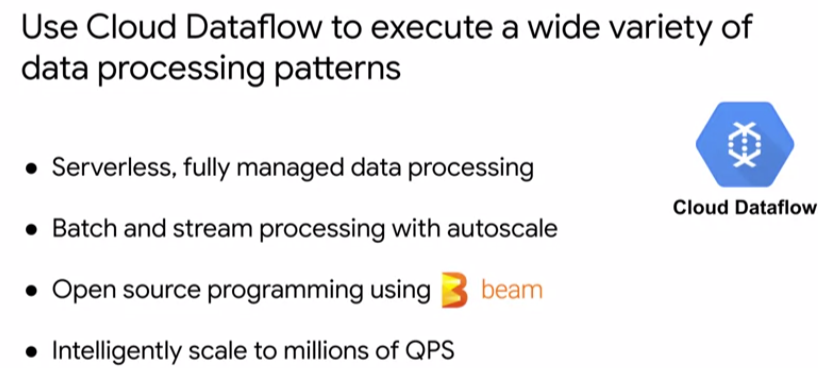 Use Cloud Dataflow to execute a wide variety of
data processing patterns
● Serverless, fully managed data processing
● Batch and stream processing with autoscale
● Open source programming using beam
● Intelligently scale to millions of QPS
Cloud Dataflow